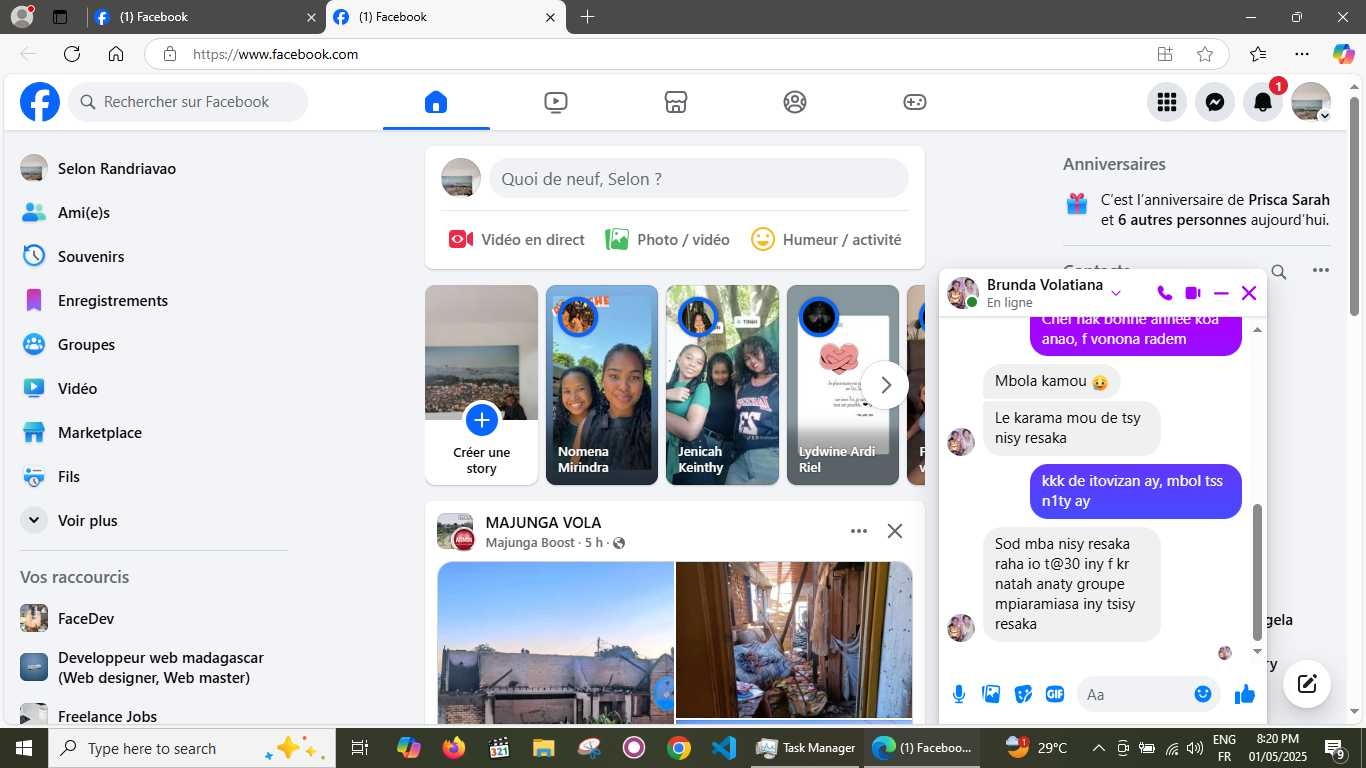 (1) Facebook
(1) Facebook
https://www.facebook.com
Rechercher sur Facebook
1
Selon Randriavao
Ami(e)s
Souvenirs
Enregistrements
Groupes
Vidéo
Marketplace
Fils
Voir plus
Vos raccourcis
FaceDev
Developpeur web madagascar
(Web designer, Web master)
Freelance Jobs
Quoi de neuf, Selon ?
Vidéo en direct
Photo / vidéo
Humeur / activité
Créer une
story
Nomena
Mirindra
Jenicah
Keinthy
Lydwine Ardi
Riel
MAJUNGA VOLA
Majunga Boost · 5 h ·
Anniversaires
C'est l'anniversaire de Prisca Sarah
et 6 autres personnes aujourd'hui.
Contacts
Brunda Volatiana
En ligne
Cher hak bonne annee koa
anao, f vonona radem
Mbola kamou 🥹
Le karama mou de tsy
nisy resaka
kkk de itovizan ay, mbol tss
n1ty ay
Sod mba nisy resaka
raha io t@30 iny f kr
natah anaty groupe
mpiaramiasa iny tsisy
resaka
gela
ry
GIF
Aa
Type here to search
321
Task Manager
(1) Faceboo...
1
29°C
ENG
FR
8:20 PM
01/05/2025
9